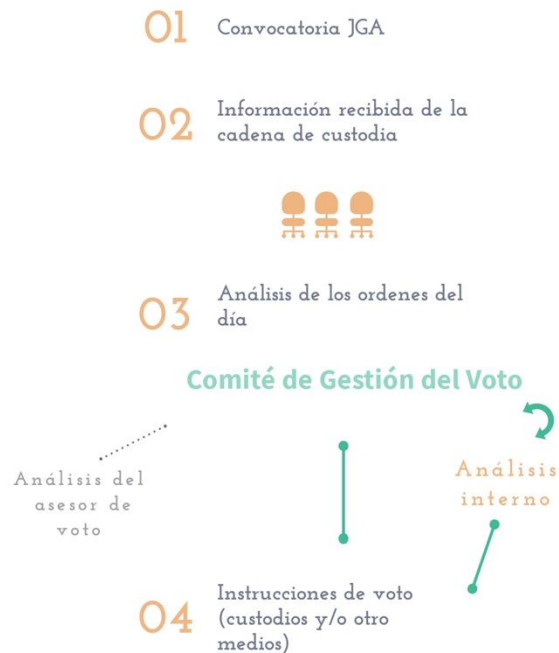 01
Convocatoria JGA
02
Información recibida de la
cadena de custodia
03
Análisis de los ordenes del
día
Comité de Gestión del Voto
Análisis del
asesor de
voto
Análisis
interno
04
Instrucciones de voto
(custodios y/o otro
medios)